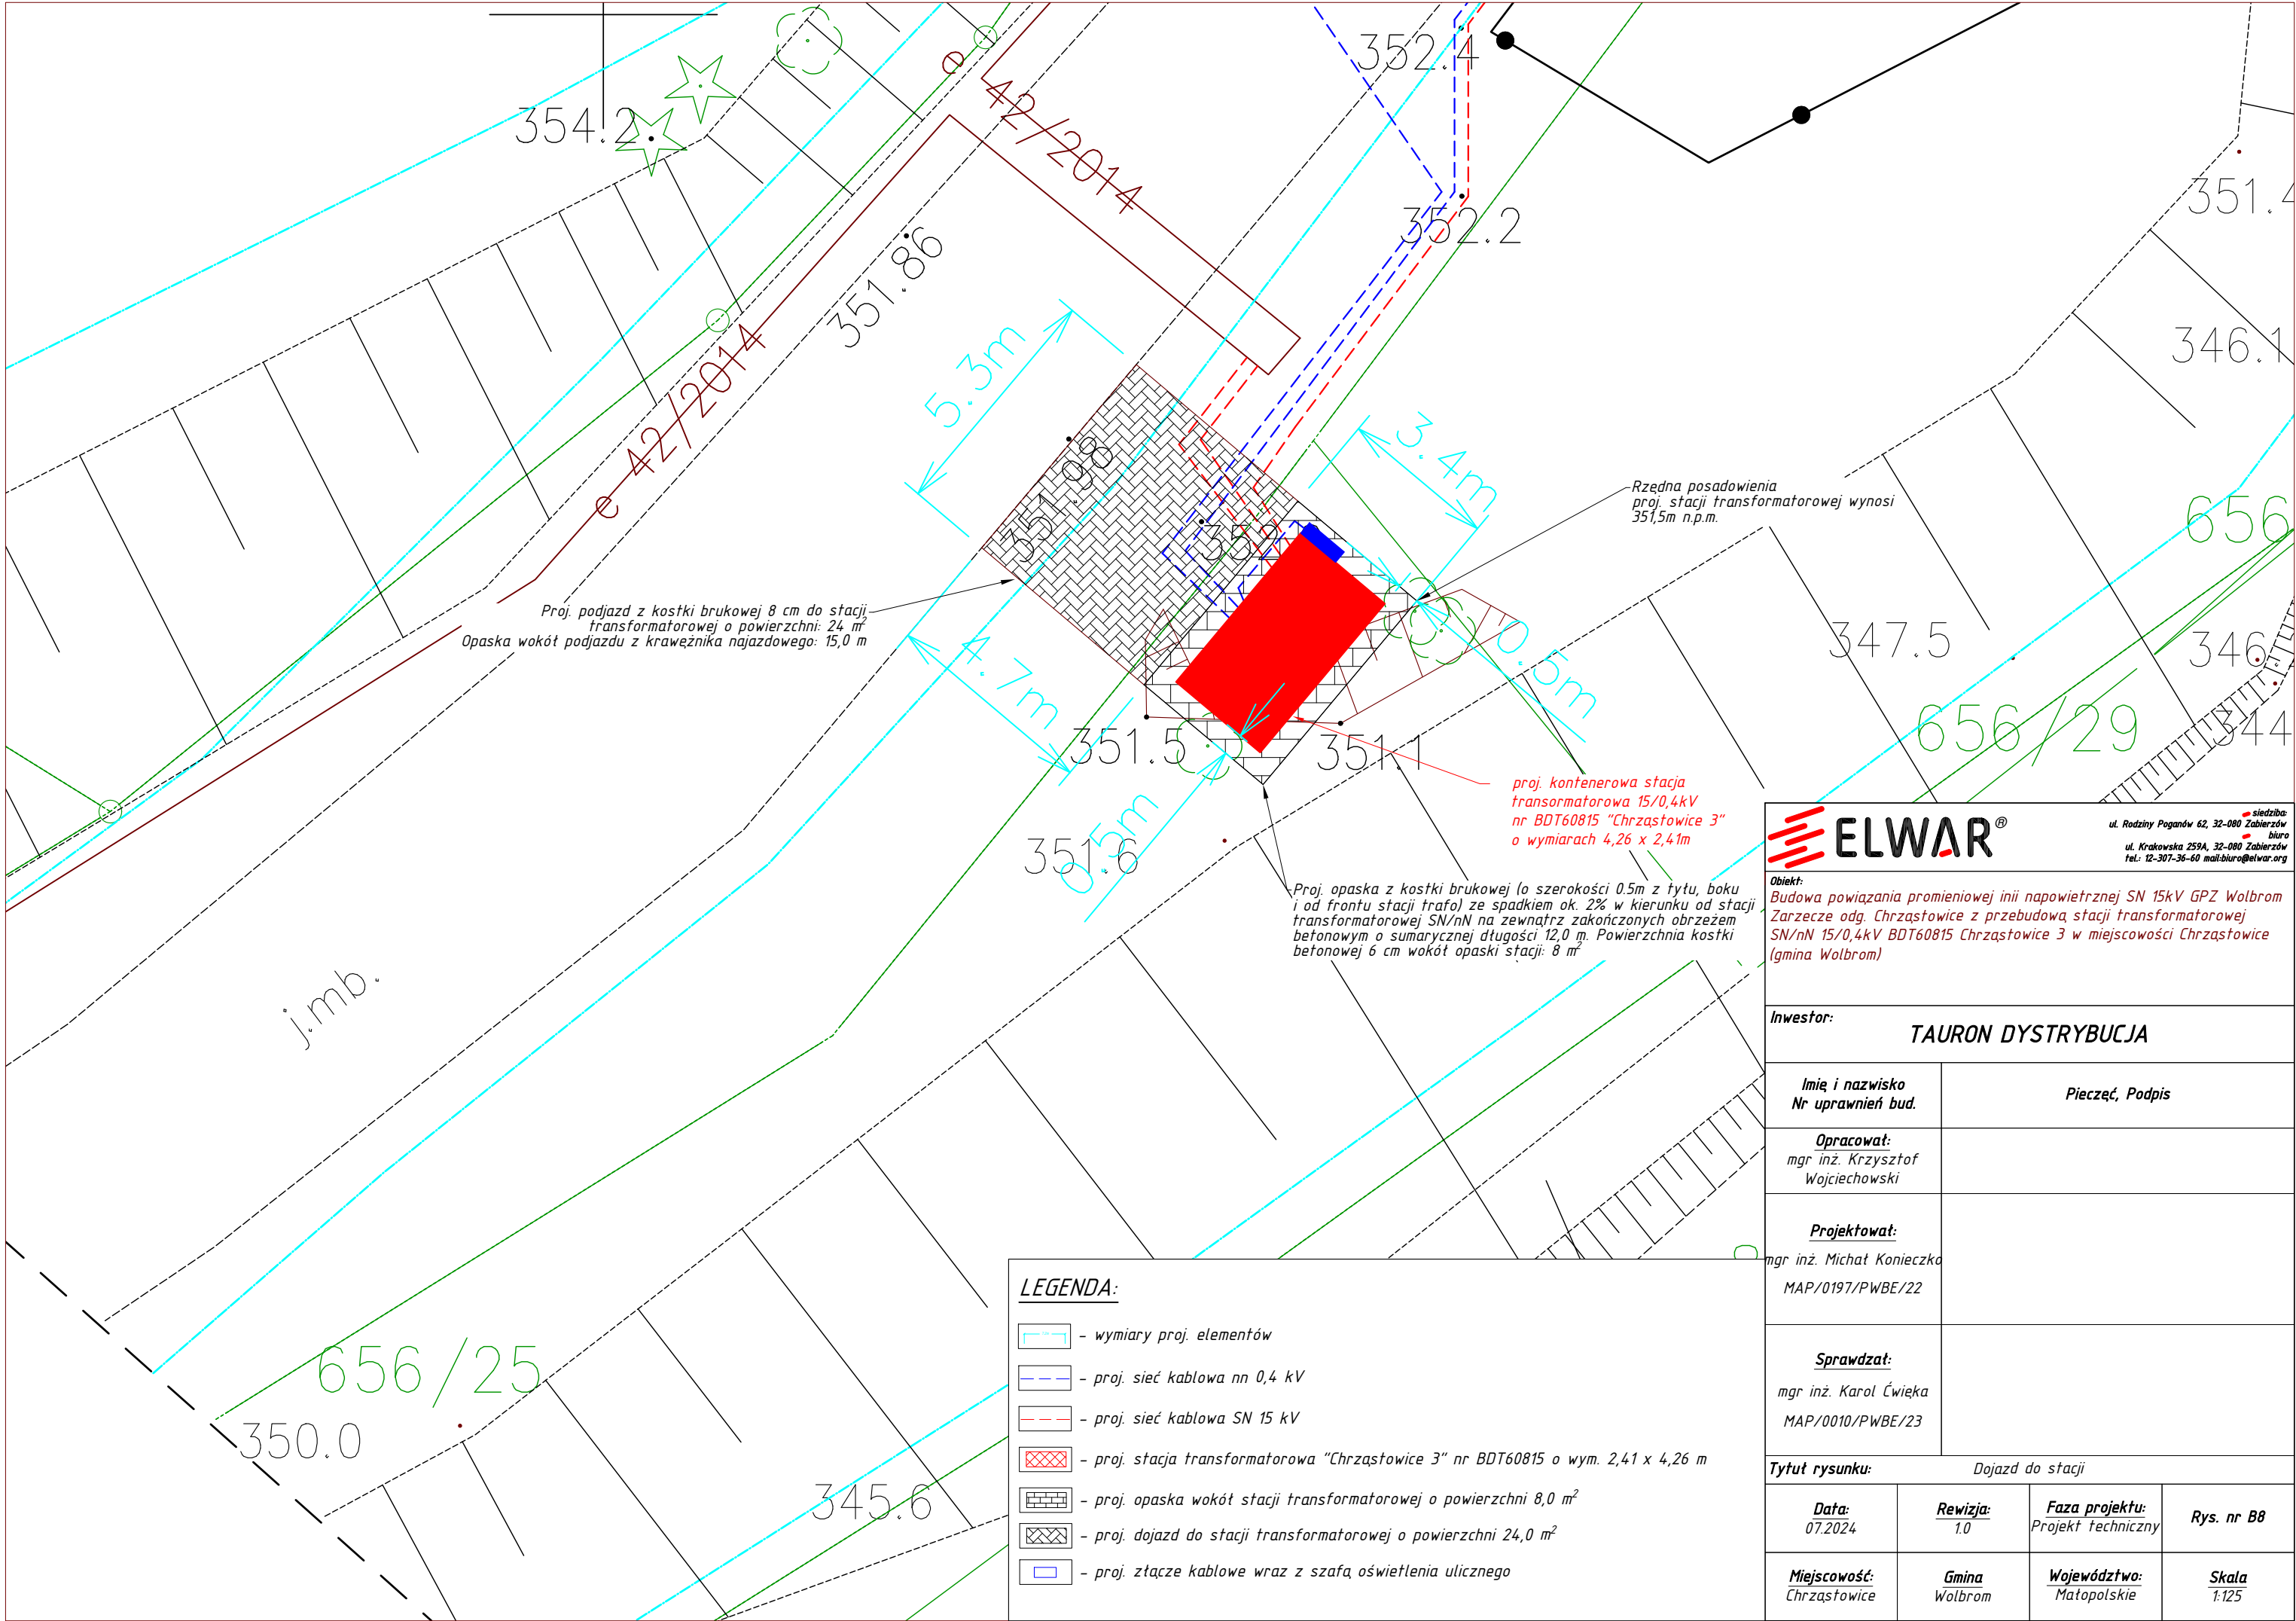 354.2
e 42/2014
42/2014
351.86
352.4
352.2
351.4
346.1
5.3m
3.4m
351.98
Rzędna posadowienia
proj. stacji transformatorowej wynosi
351,5m n.p.m.
656
Proj. podjazd z kostki brukowej 8 cm do stacji
transformatorowej o powierzchni: 24 m²
Opaska wokół podjazdu z krawężnika najazdowego: 15,0 m
4.7m
0.5m
347.5
346.
344
656/29
351.5
351.1
351.6
0.5m
proj. kontenerowa stacja
transormatorowa 15/0,4kV
nr BDT60815 "Chrząstowice 3"
o wymiarach 4,26 x 2,41m
Proj. opaska z kostki brukowej (o szerokości 0.5m z tyłu, boku
i od frontu stacji trafo) ze spadkiem ok. 2% w kierunku od stacji
transformatorowej SN/nN na zewnątrz zakończonych obrzeżem
betonowym o sumarycznej długości 12,0 m. Powierzchnia kostki
betonowej 6 cm wokół opaski stacji: 8 m²
j.mb.
656/25
350.0
345.6
LEGENDA:
- wymiary proj. elementów
- proj. sieć kablowa nn 0,4 kV
- proj. sieć kablowa SN 15 kV
- proj. stacja transformatorowa "Chrząstowice 3" nr BDT60815 o wym. 2,41 x 4,26 m
- proj. opaska wokół stacji transformatorowej o powierzchni 8,0 m²
- proj. dojazd do stacji transformatorowej o powierzchni 24,0 m²
- proj. złącze kablowe wraz z szafą oświetlenia ulicznego
ELWAR®
siedziba:
ul. Rodziny Poganów 62, 32-080 Zabierzów
biuro
ul. Krakowska 259A, 32-080 Zabierzów
tel.: 12-307-36-60 mail:biuro@elwar.org
Obiekt:
Budowa powiązania promieniowej inii napowietrznej SN 15kV GPZ Wolbrom
Zarzecze odg. Chrząstowice z przebudową stacji transformatorowej
SN/nN 15/0,4kV BDT60815 Chrząstowice 3 w miejscowości Chrząstowice
(gmina Wolbrom)
Inwestor:
TAURON DYSTRYBUCJA
Imię i nazwisko
Nr uprawnień bud.
Pieczęć, Podpis
Opracował:
mgr inż. Krzysztof
Wojciechowski
Projektował:
mgr inż. Michał Konieczko
MAP/0197/PWBE/22
Sprawdzał:
mgr inż. Karol Ćwięka
MAP/0010/PWBE/23
Tytuł rysunku: Dojazd do stacji
Data:
07.2024
Rewizja:
1.0
Faza projektu:
Projekt techniczny
Rys. nr B8
Miejscowość:
Chrząstowice
Gmina
Wolbrom
Województwo:
Małopolskie
Skala
1:125